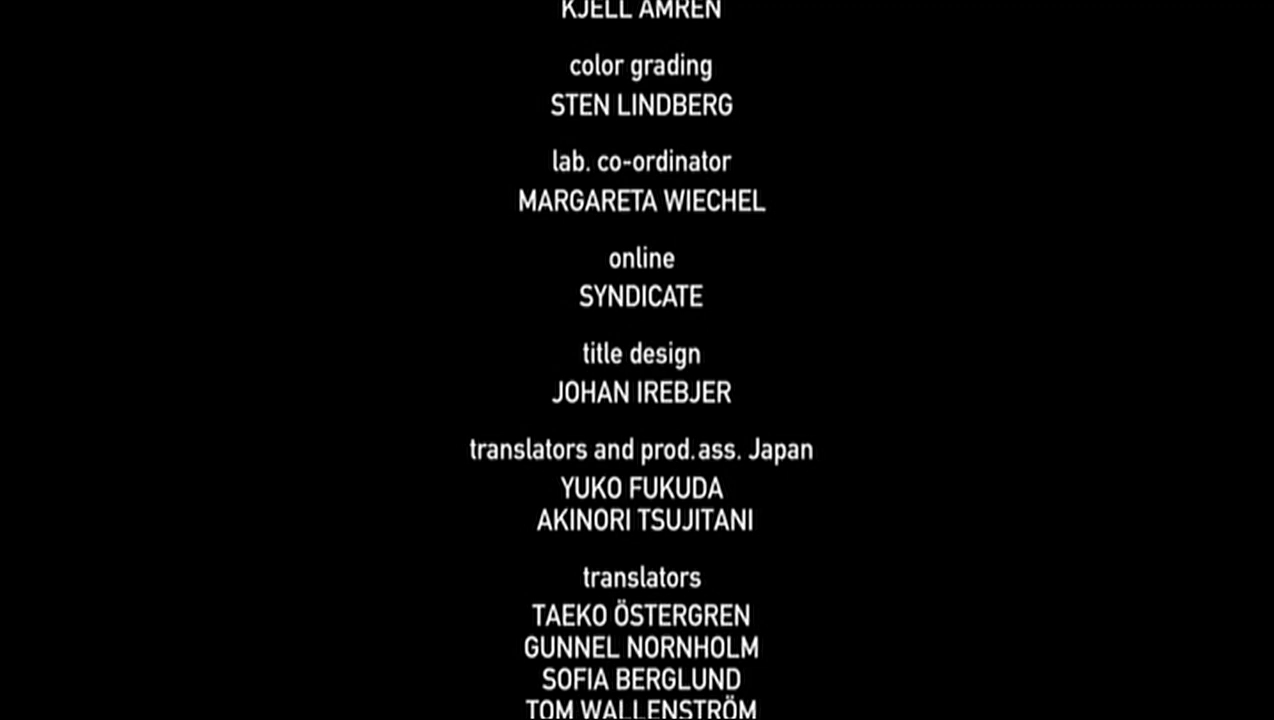 KJELL AMREN
color grading
STEN LINDBERG
lab. co-ordinator
MARGARETA WIECHEL
online
SYNDICATE
title design
JOHAN IREBJER
translators and prod.ass. Japan
YUKO FUKUDA
AKINORI TSUJITANI
translators
TAEKO ÖSTERGREN
GUNNEL NORNHOLM
SOFIA BERGLUND
TOM WALLENSTRÖM